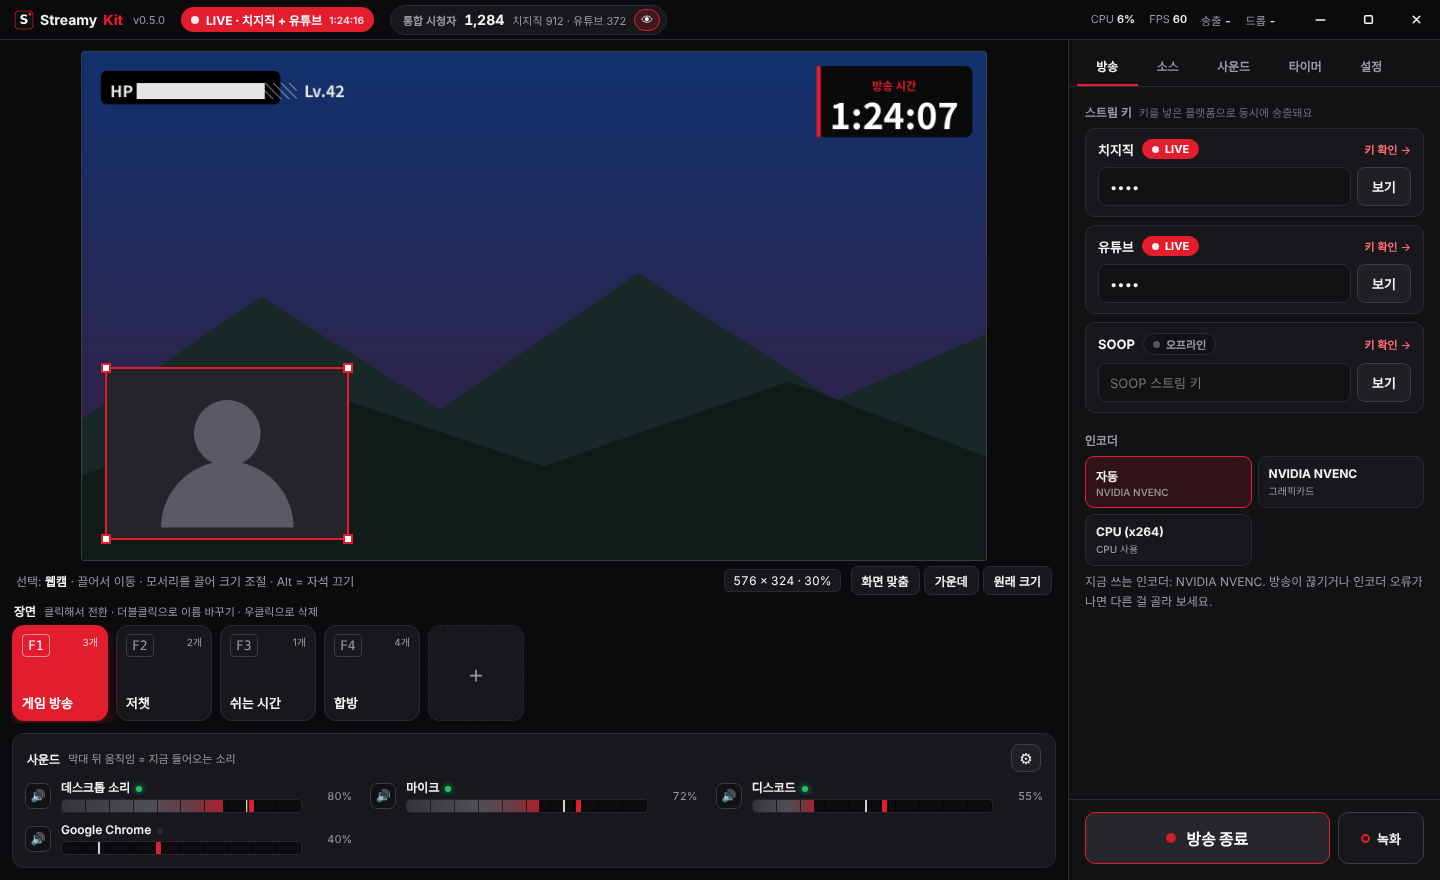 S Streamy Kit v0.5.0 LIVE · 치지직 + 유튜브 1:24:16 통합 시청자 1,284 치지직 912 · 유튜브 372 CPU 6% FPS 60 송출 - 드롭 -
HP Lv.42
방송 시간
1:24:07
선택: 웹캠 · 끌어서 이동 · 모서리를 끌어 크기 조절 · Alt = 자석 끄기 576 × 324 · 30% 화면 맞춤 가운데 원래 크기
장면 클릭해서 전환 · 더블클릭으로 이름 바꾸기 · 우클릭으로 삭제
F1 3개 F2 2개 F3 1개 F4 4개
게임 방송 저챗 쉬는 시간 합방 +
사운드 막대 뒤 움직임 = 지금 들어오는 소리
데스크톱 소리 80% 마이크 72% 디스코드 55%
Google Chrome 40%
방송 소스 사운드 타이머 설정
스트림 키 키를 넣은 플랫폼으로 동시에 송출돼요
치지직 LIVE 키 확인 →
•••• 보기
유튜브 LIVE 키 확인 →
•••• 보기
SOOP 오프라인 키 확인 →
SOOP 스트림 키 보기
인코더
자동 NVIDIA NVENC
NVIDIA NVENC 그래픽카드
CPU (x264)
CPU 사용
지금 쓰는 인코더: NVIDIA NVENC. 방송이 끊기거나 인코더 오류가
나면 다른 걸 골라 보세요.
방송 종료 녹화